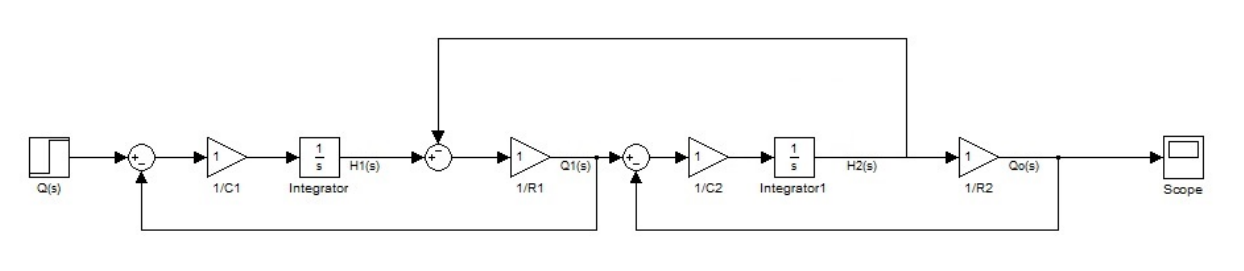 1
1
s
1
1
1
s
1
Q(s)
1/C1
Integrator
H1(s)
1/R1
Q1(s)
1/C2
Integrator1
H2(s)
1/R2
Qo(s)
Scope